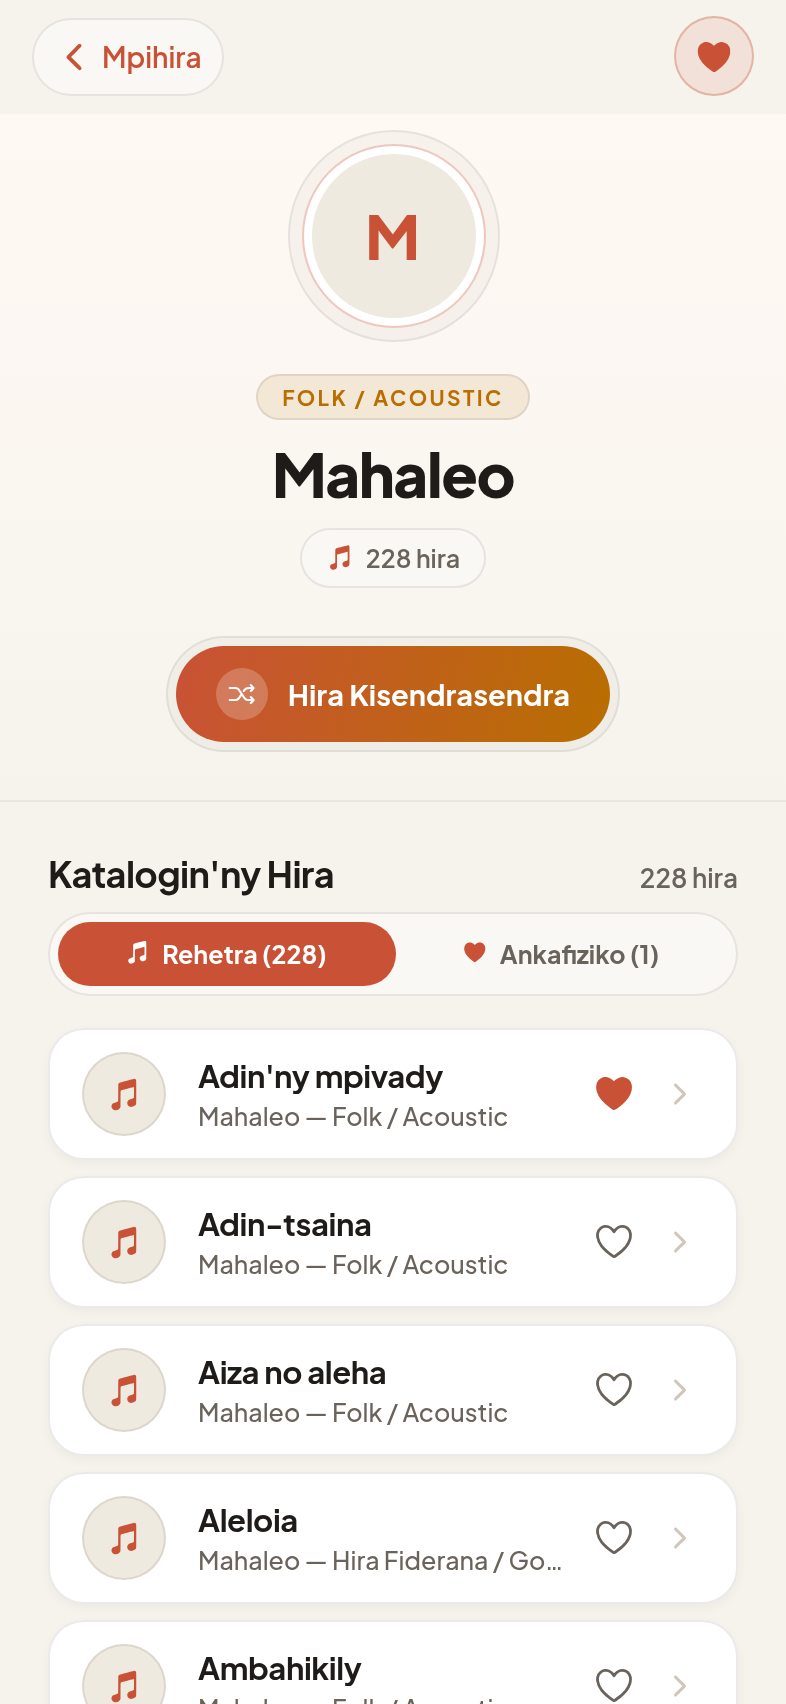 Mpihira
M
FOLK / ACOUSTIC
Mahaleo
228 hira
Hira Kisendrasendra
Katalogin'ny Hira
228 hira
Rehetra (228)
Ankafiziko (1)
Adin'ny mpivady
Mahaleo — Folk / Acoustic
Adin-tsaina
Mahaleo — Folk / Acoustic
Aiza no aleha
Mahaleo — Folk / Acoustic
Aleloia
Mahaleo — Hira Fiderana / Go...
Ambahikily